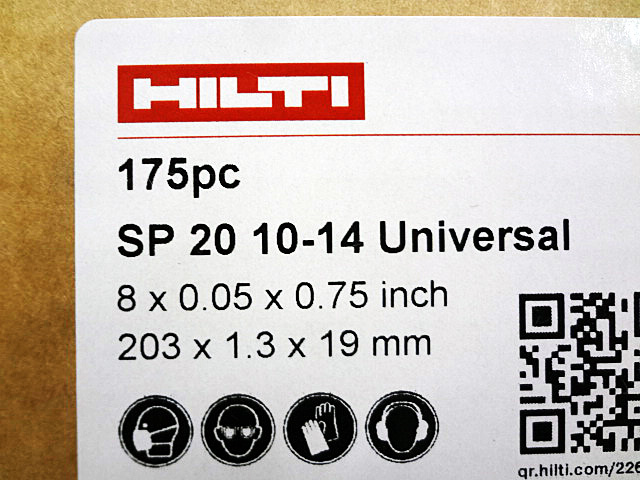 HILTI
175pc
SP 20 10-14 Universal
8 x 0.05 x 0.75 inch
203 x 1.3 x 19 mm
qr.hilti.com/226